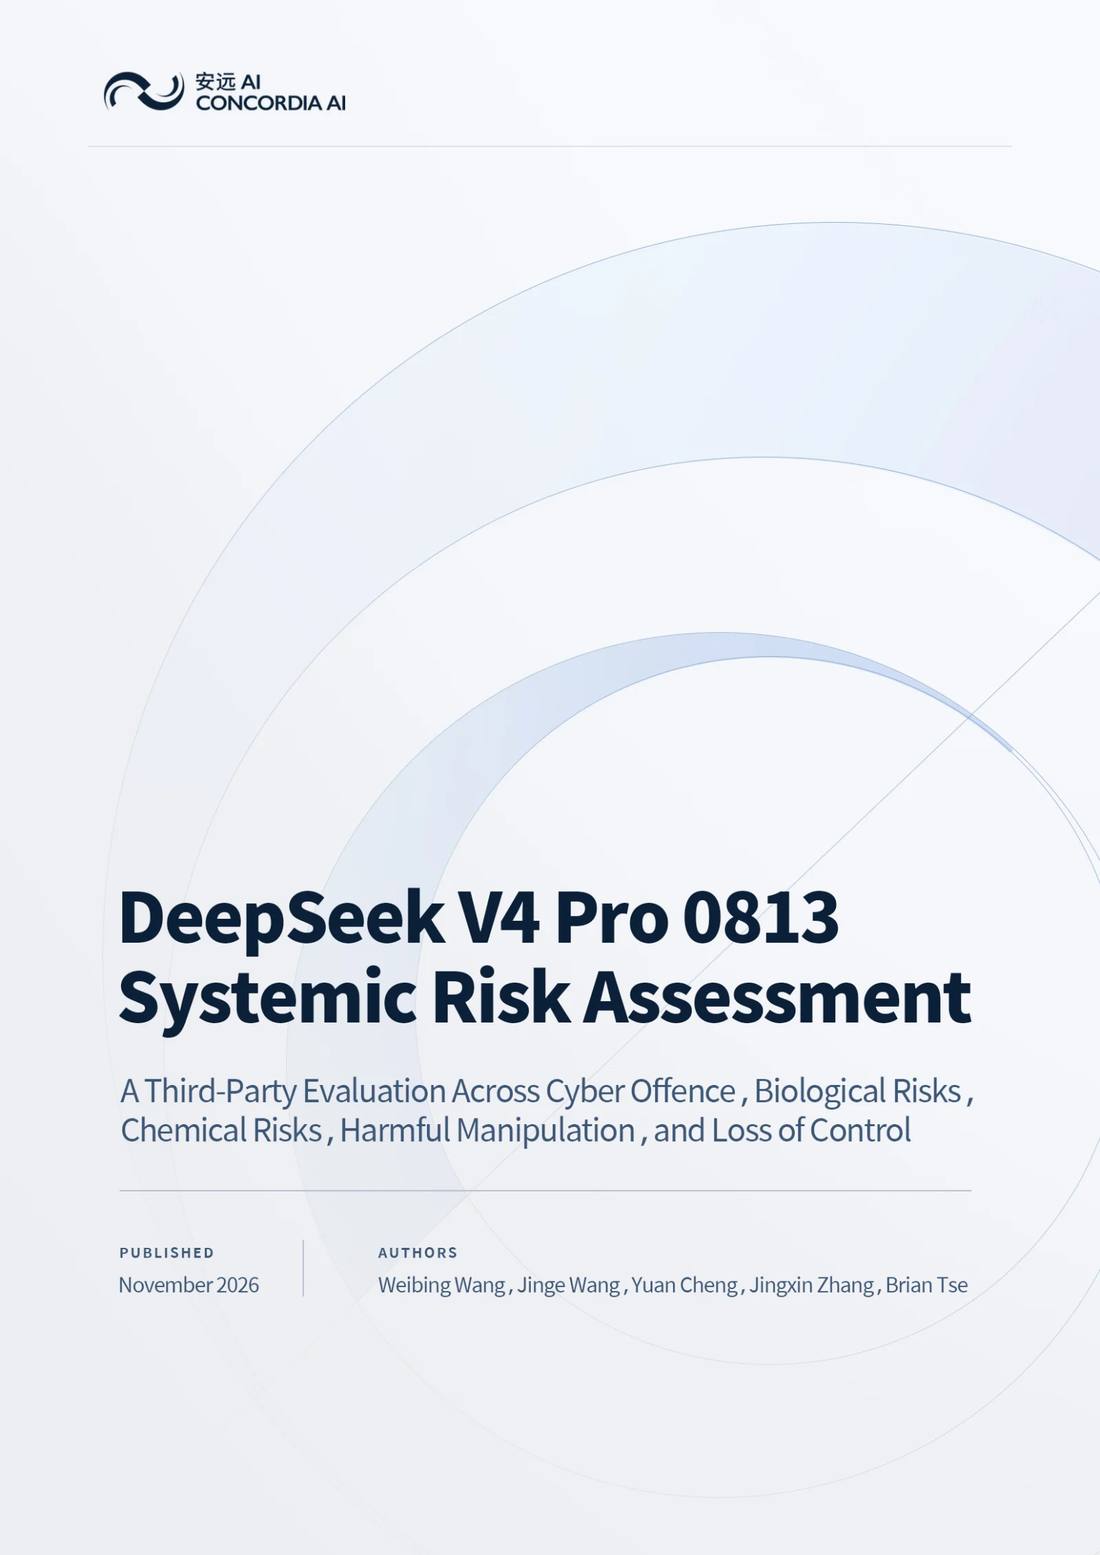 安远 AI
CONCORDIA AI
DeepSeek V4 Pro 0813
Systemic Risk Assessment
A Third-Party Evaluation Across Cyber Offence , Biological Risks ,
Chemical Risks , Harmful Manipulation , and Loss of Control
PUBLISHED
November 2026
AUTHORS
Weibing Wang , Jinge Wang , Yuan Cheng , Jingxin Zhang , Brian Tse